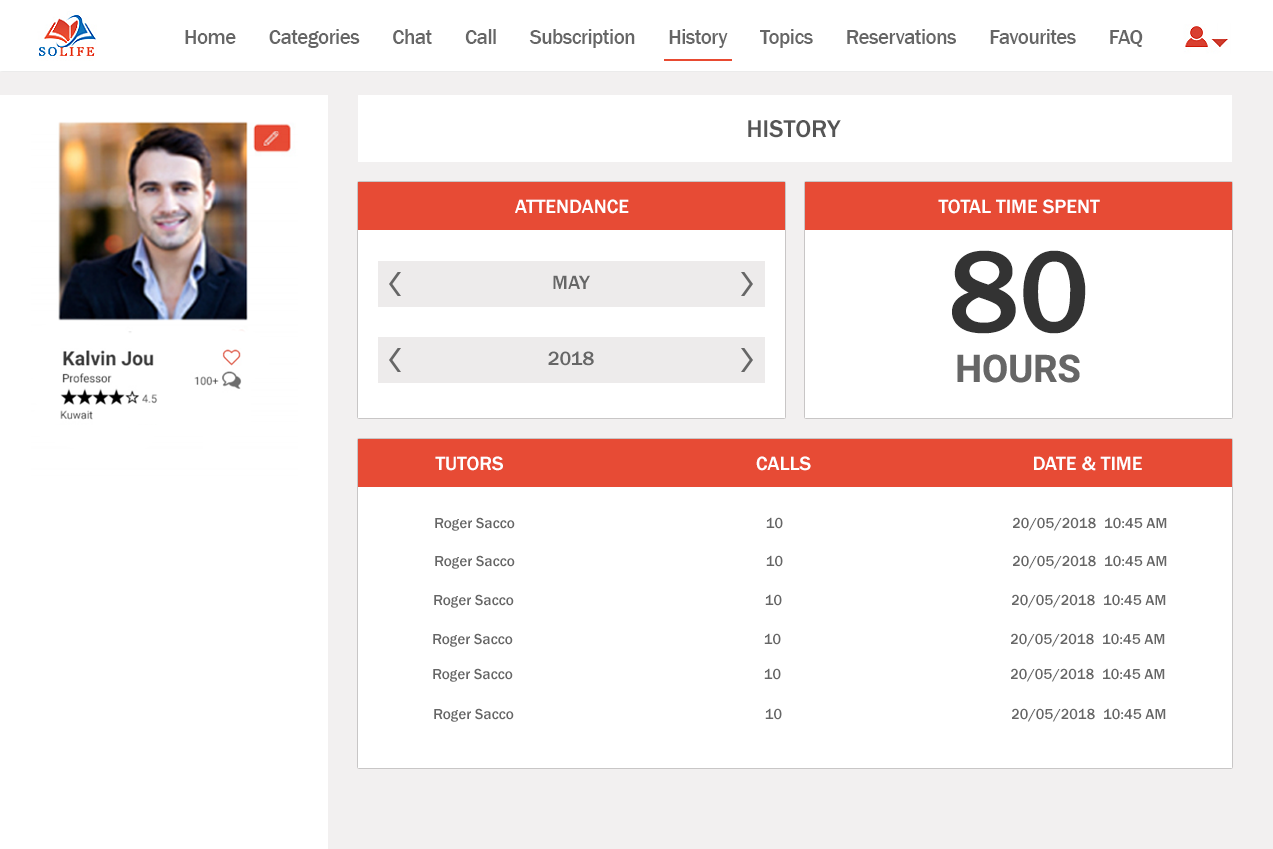 SOLIFE
Home Categories Chat Call Subscription History Topics Reservations Favourites FAQ
Kalvin Jou
Professor
100+
4.5
Kuwait
HISTORY
ATTENDANCE
MAY
2018
TOTAL TIME SPENT
80
HOURS
TUTORS CALLS DATE & TIME
Roger Sacco 10 20/05/2018 10:45 AM
Roger Sacco 10 20/05/2018 10:45 AM
Roger Sacco 10 20/05/2018 10:45 AM
Roger Sacco 10 20/05/2018 10:45 AM
Roger Sacco 10 20/05/2018 10:45 AM
Roger Sacco 10 20/05/2018 10:45 AM